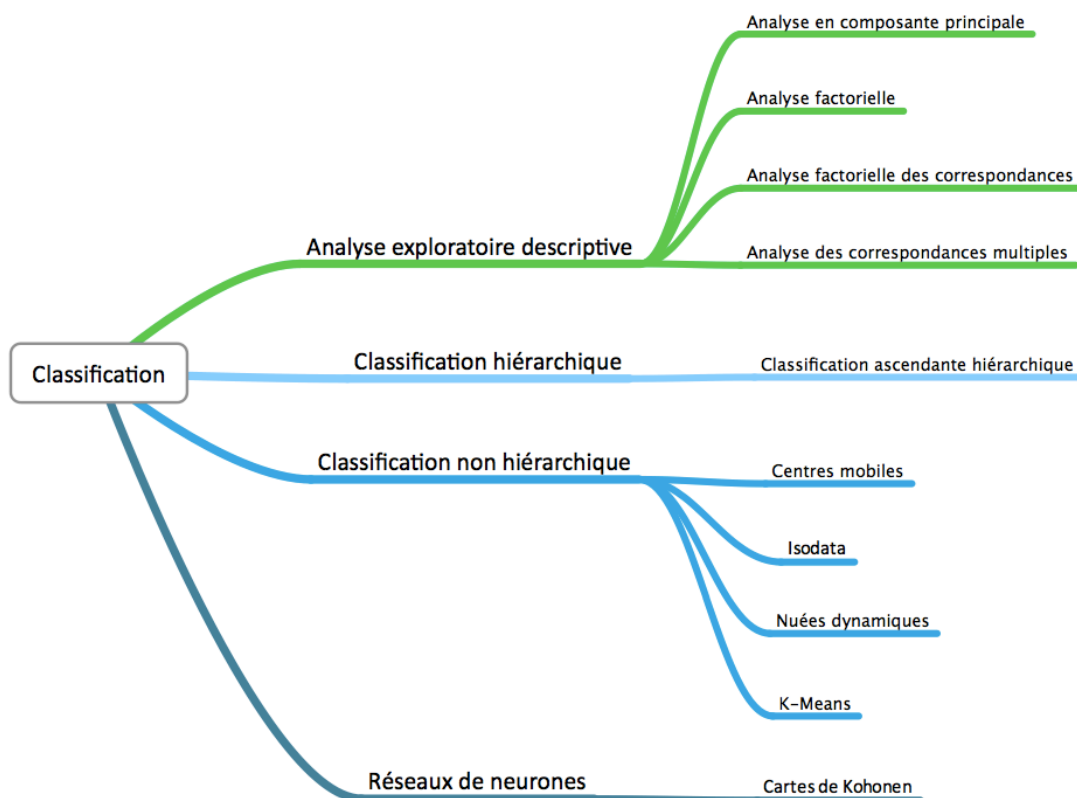 Analyse en composante principale
Analyse factorielle
Analyse factorielle des correspondances
Analyse exploratoire descriptive
Analyse des correspondances multiples
Classification
Classification hiérarchique
Classification ascendante hiérarchique
Classification non hiérarchique
Centres mobiles
Isodata
Nuées dynamiques
K-Means
Réseaux de neurones
Cartes de Kohonen